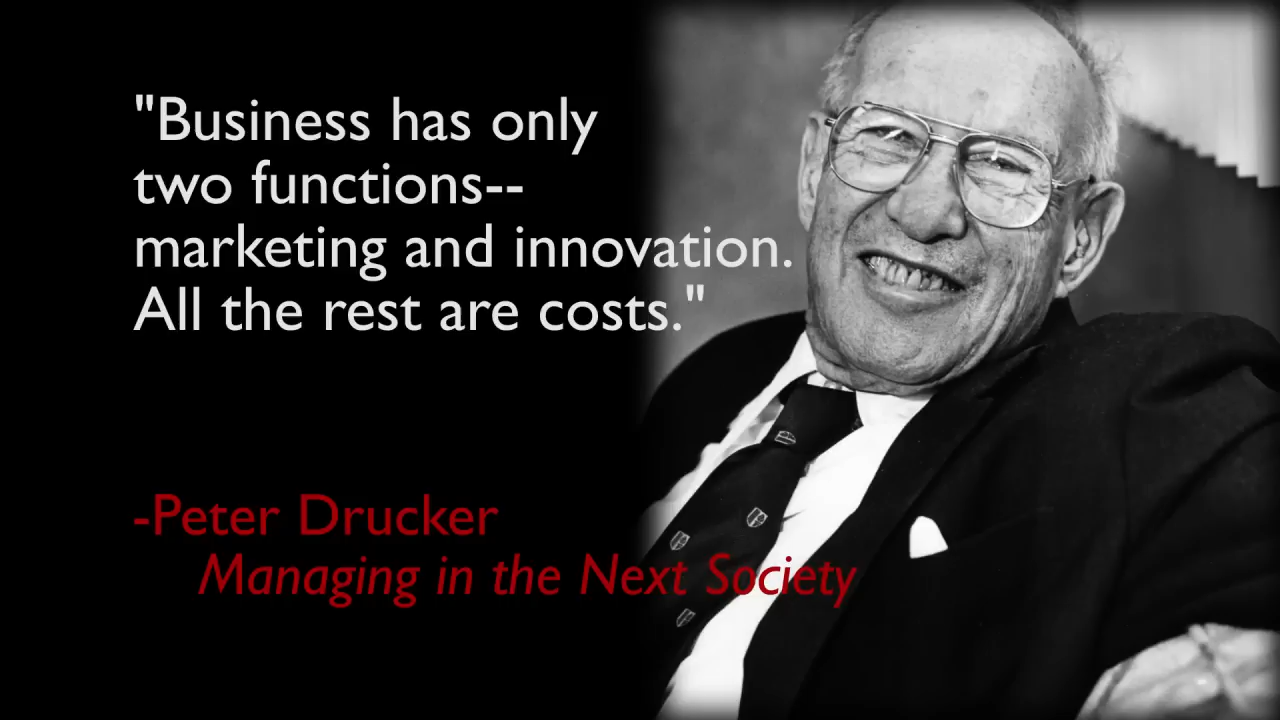 "Business has only
two functions--
marketing and innovation.
All the rest are costs."
-Peter Drucker
Managing in the Next Society